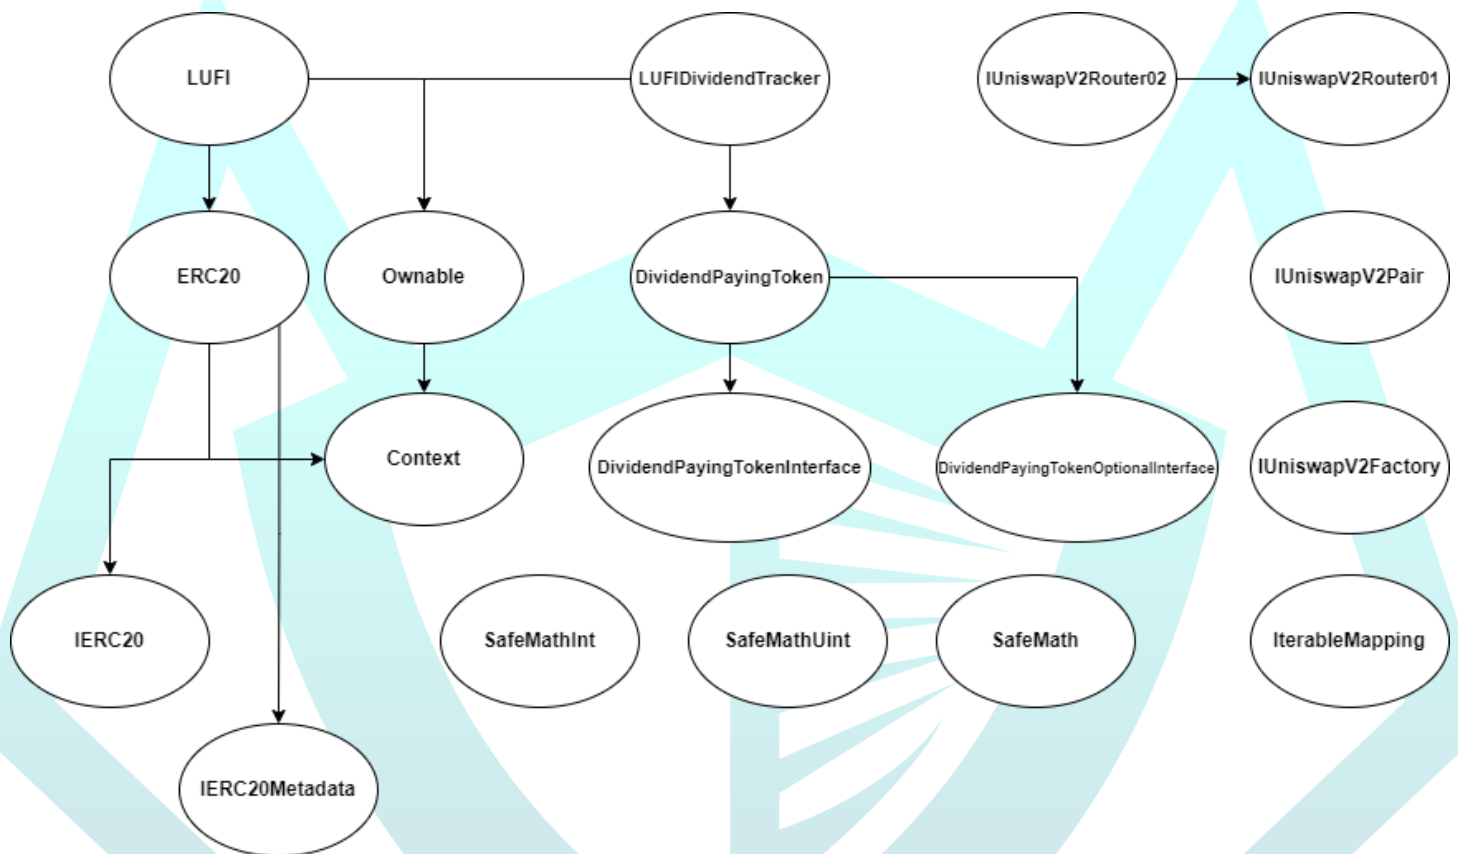 LUFI
LUFIDividendTracker
IUniswapV2Router02
IUniswapV2Router01
ERC20
Ownable
DividendPayingToken
IUniswapV2Pair
Context
DividendPayingTokenInterface
DividendPayingTokenOptionalInterface
IUniswapV2Factory
IERC20
SafeMathInt
SafeMathUint
SafeMath
IterableMapping
IERC20Metadata